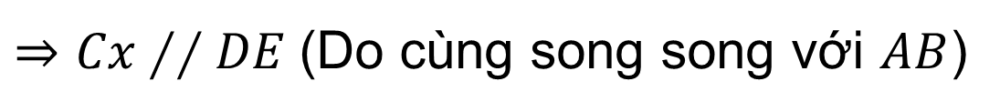 ⇒ Cx // DE (Do cùng song song với AB)